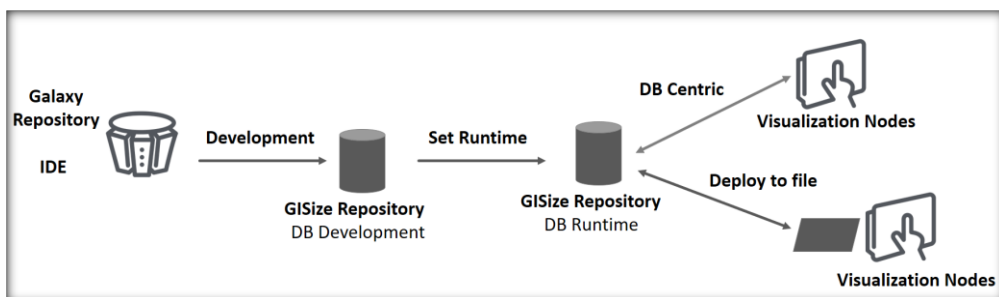 Galaxy
Repository
IDE
Development
GISize Repository
DB Development
Set Runtime
GISize Repository
DB Runtime
DB Centric
Visualization Nodes
Deploy to file
Visualization Nodes